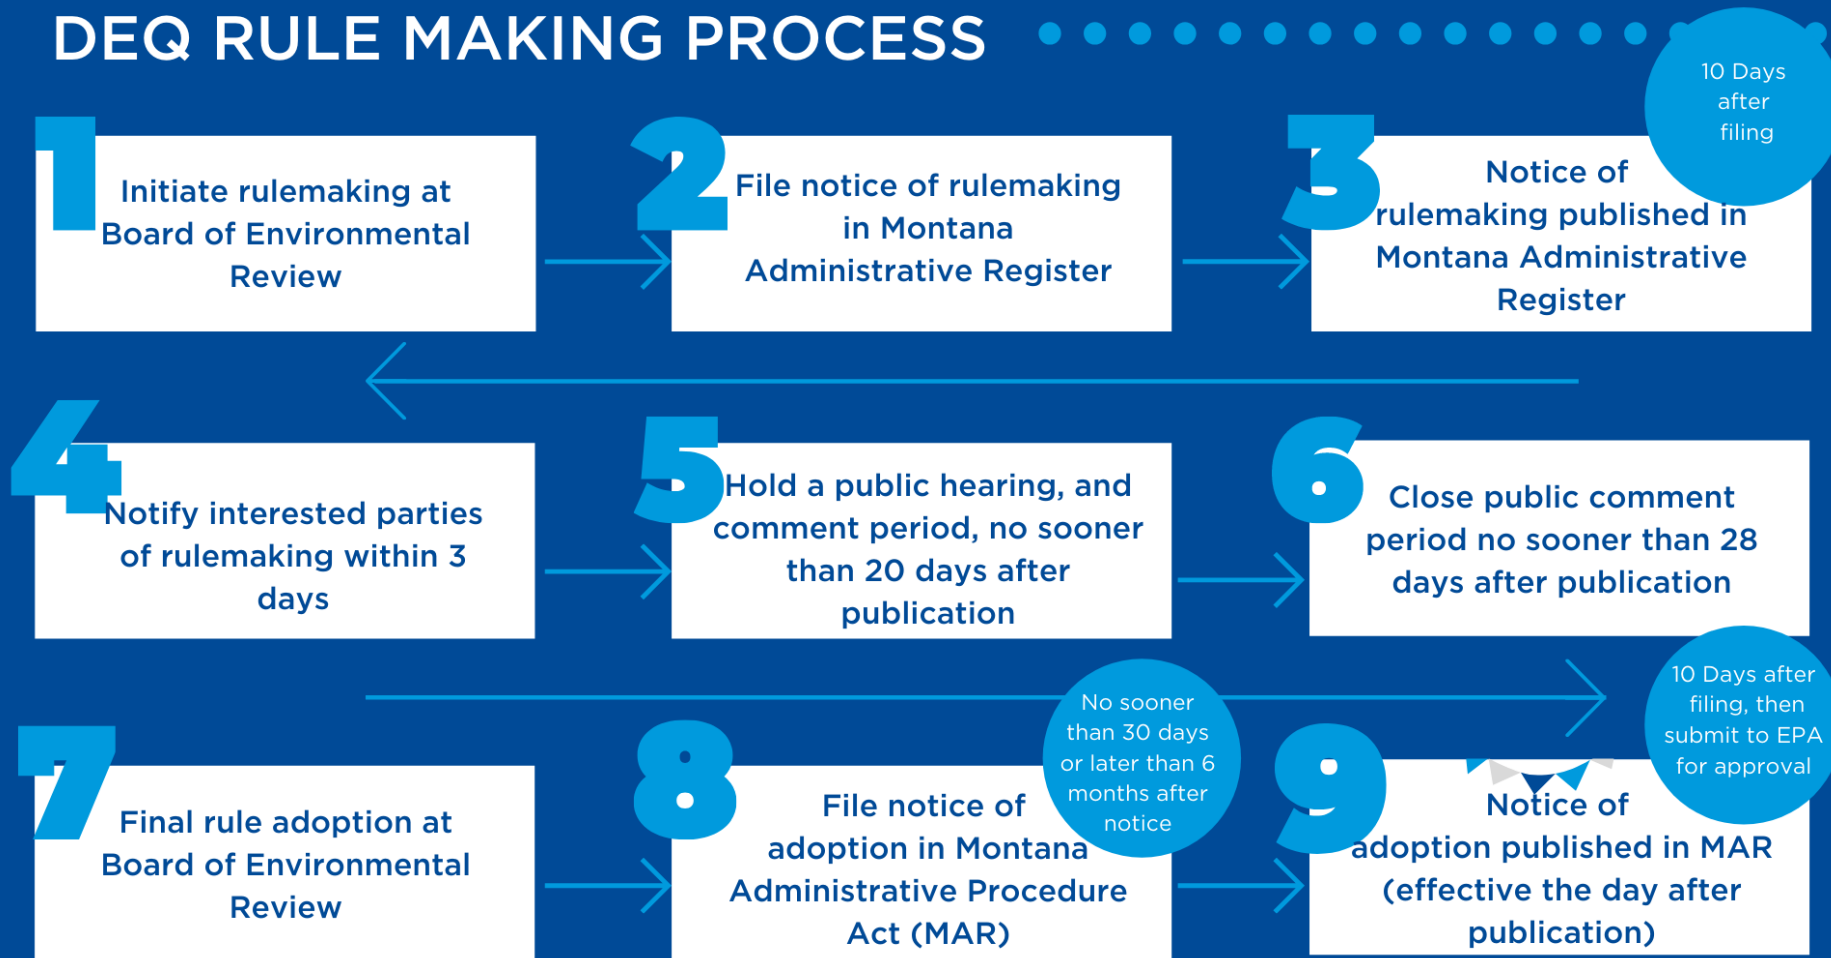 DEQ RULE MAKING PROCESS
1
Initiate rulemaking at
Board of Environmental
Review
2
File notice of rulemaking
in Montana
Administrative Register
3
10 Days
after
filing
Notice of
rulemaking published in
Montana Administrative
Register
4
Notify interested parties
of rulemaking within 3
days
5
Hold a public hearing, and
comment period, no sooner
than 20 days after
publication
6
Close public comment
period no sooner than 28
days after publication
7
Final rule adoption at
Board of Environmental
Review
8
No sooner
than 30 days
or later than 6
months after
notice
File notice of
adoption in Montana
Administrative Procedure
Act (MAR)
9
10 Days after
filing, then
submit to EPA
for approval
Notice of
adoption published in MAR
(effective the day after
publication)